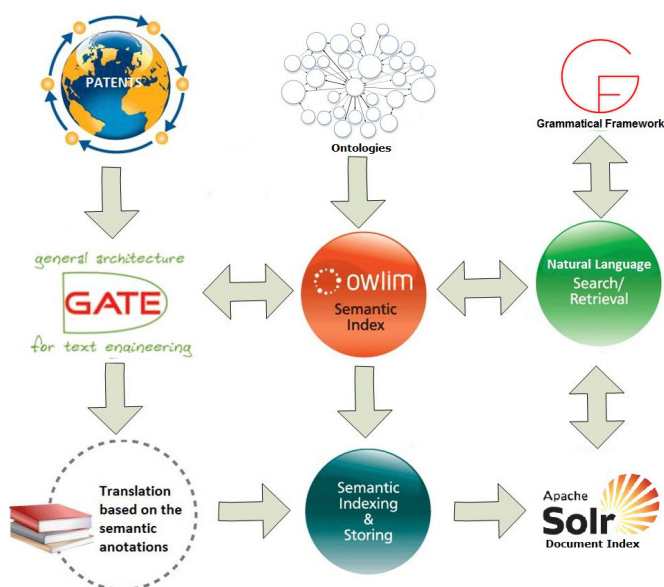 PATENTS
Ontologies
GF
Grammatical Framework
general architecture
GATE
for text engineering
owlim
Semantic
Index
Natural Language
Search/
Retrieval
Translation
based on the
semantic
anotations
Semantic
Indexing
&
Storing
Apache
Solr
Document Index